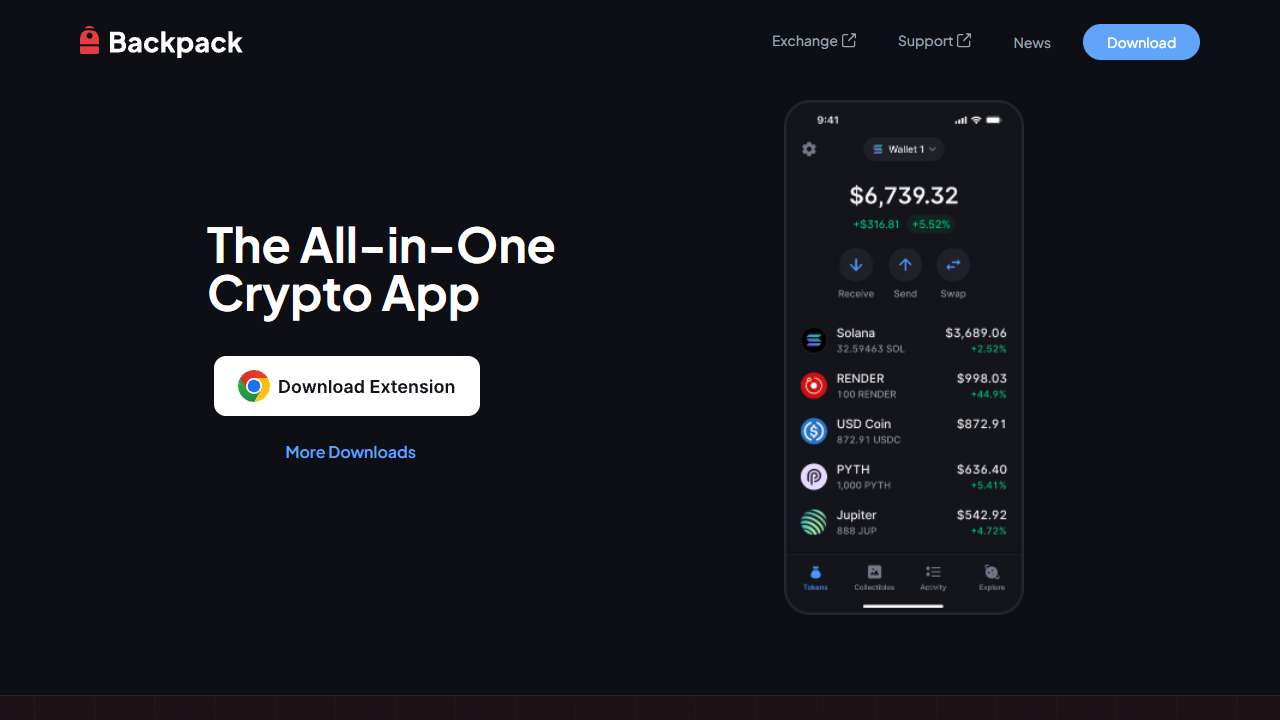 Backpack
Exchange
Support
News
Download
The All-in-One
Crypto App
Download Extension
More Downloads
9:41
Wallet 1
$6,739.32
+$316.81 +5.52%
Receive Send Swap
Solana $3,689.06
32.59463 SOL +2.52%
RENDER $998.03
100 RENDER +44.9%
USD Coin $872.91
872.91 USDC
PYTH $636.40
1,000 PYTH +5.41%
Jupiter $542.92
888 JUP +4.72%
Tokens Collectibles Activity Explore